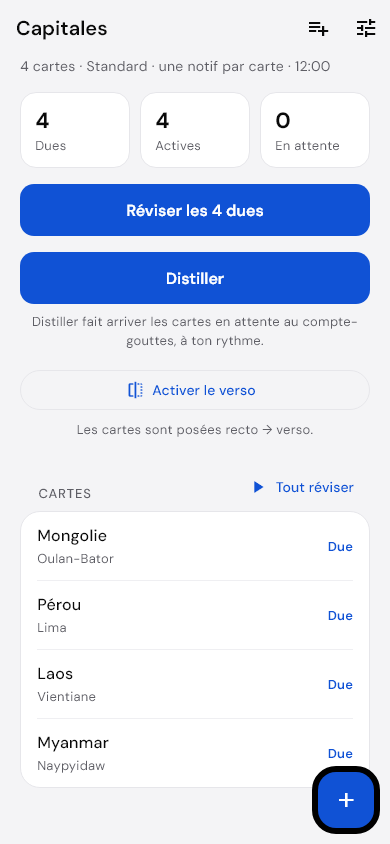 Capitales
4 cartes · Standard · une notif par carte · 12:00
4
Dues
4
Actives
0
En attente
Réviser les 4 dues
Distiller
Distiller fait arriver les cartes en attente au compte-
gouttes, à ton rythme.
Activer le verso
Les cartes sont posées recto → verso.
CARTES
Tout réviser
Mongolie
Oulan-Bator
Due
Pérou
Lima
Due
Laos
Vientiane
Due
Myanmar
Naypyidaw
Due
+